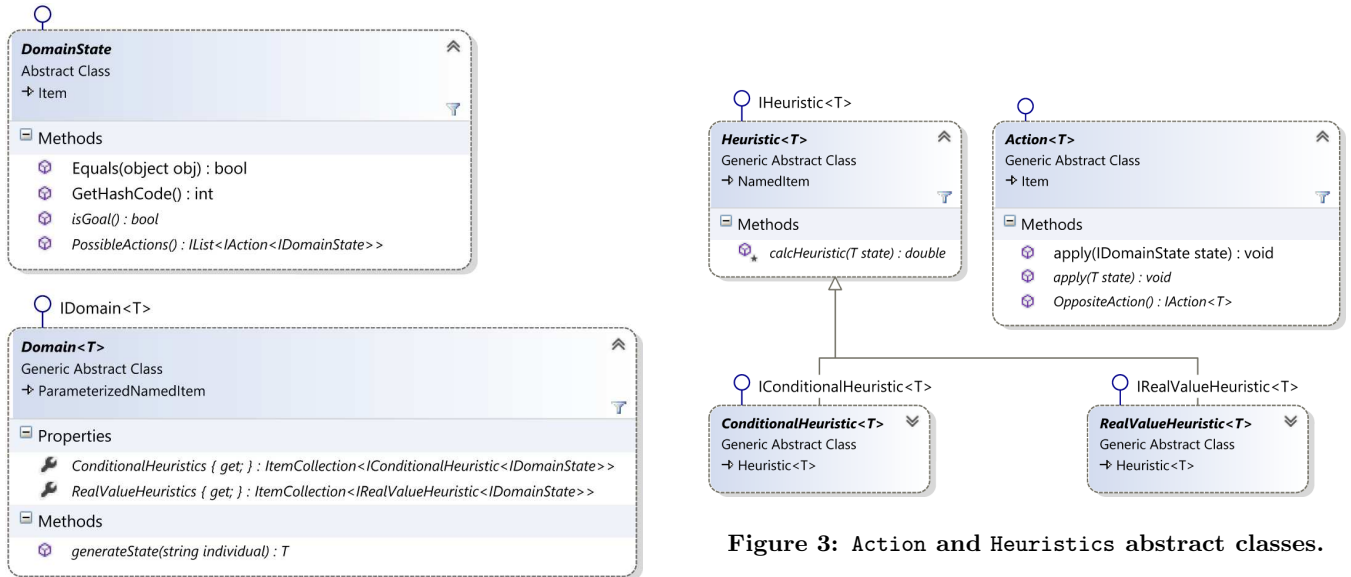 DomainState
Abstract Class
Item
Methods
Equals(object obj) : bool
GetHashCode() : int
isGoal() : bool
PossibleActions() : IList<IAction<IDomainState>>
IDomain<T>
Domain<T>
Generic Abstract Class
ParameterizedNamedItem
Properties
ConditionalHeuristics { get; } : ItemCollection<IConditionalHeuristic<IDomainState>>
RealValueHeuristics { get; } : ItemCollection<IRealValueHeuristic<IDomainState>>
Methods
generateState(string individual) : T
IHeuristic<T>
Heuristic<T>
Generic Abstract Class
NamedItem
Methods
calcHeuristic(T state) : double
Action<T>
Generic Abstract Class
Item
Methods
apply(IDomainState state) : void
apply(T state) : void
OppositeAction() : IAction<T>
IConditionalHeuristic<T>
ConditionalHeuristic<T>
Generic Abstract Class
Heuristic<T>
IRealValueHeuristic<T>
RealValueHeuristic<T>
Generic Abstract Class
Heuristic<T>
Figure 3: Action and Heuristics abstract classes.